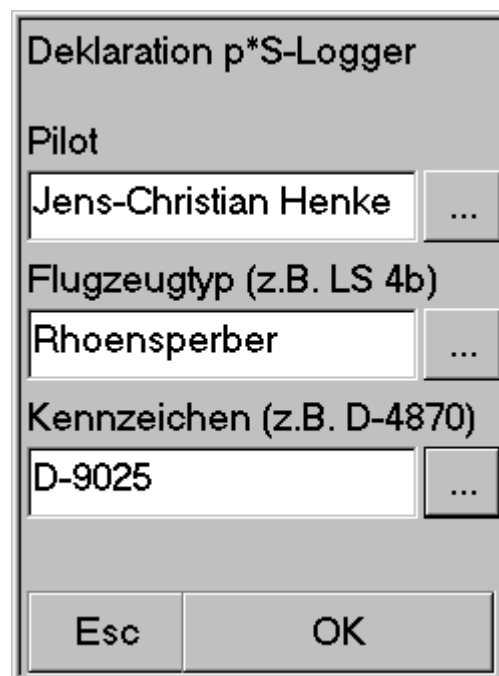 Deklaration p*S-Logger
Pilot
Jens-Christian Henke ...
Flugzeugtyp (z.B. LS 4b)
Rhoensperber ...
Kennzeichen (z.B. D-4870)
D-9025 ...
Esc OK